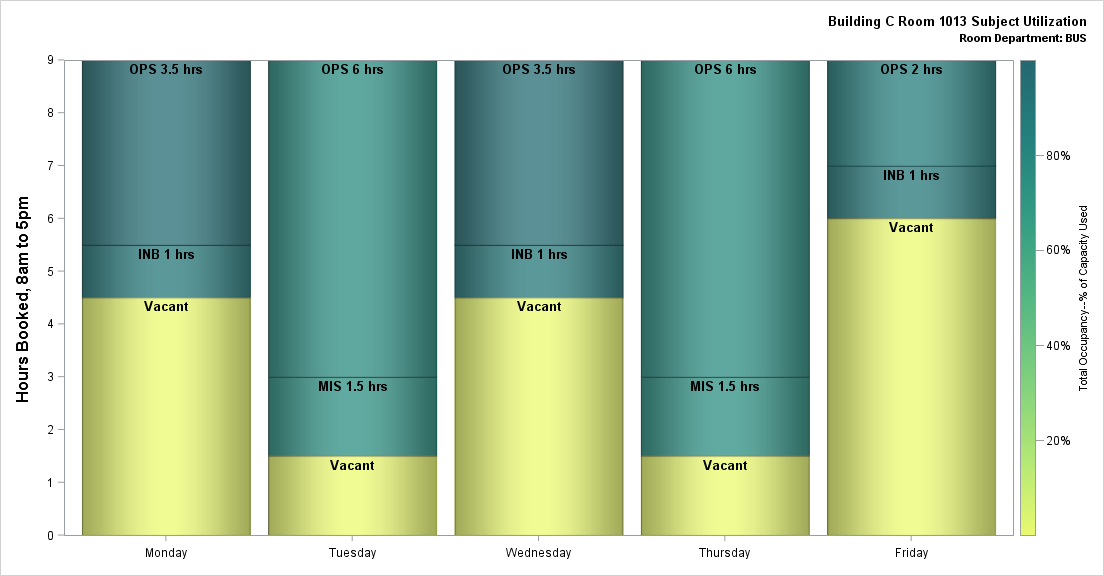 Building C Room 1013 Subject Utilization
Room Department: BUS
Hours Booked, 8am to 5pm
9
8
7
6
5
4
3
2
1
0
OPS 3.5 hrs
INB 1 hrs
Vacant
OPS 6 hrs
MIS 1.5 hrs
Vacant
OPS 3.5 hrs
INB 1 hrs
Vacant
OPS 6 hrs
MIS 1.5 hrs
Vacant
OPS 2 hrs
INB 1 hrs
Vacant
Monday
Tuesday
Wednesday
Thursday
Friday
80%
60%
40%
20%
Total Occupancy--% of Capacity Used